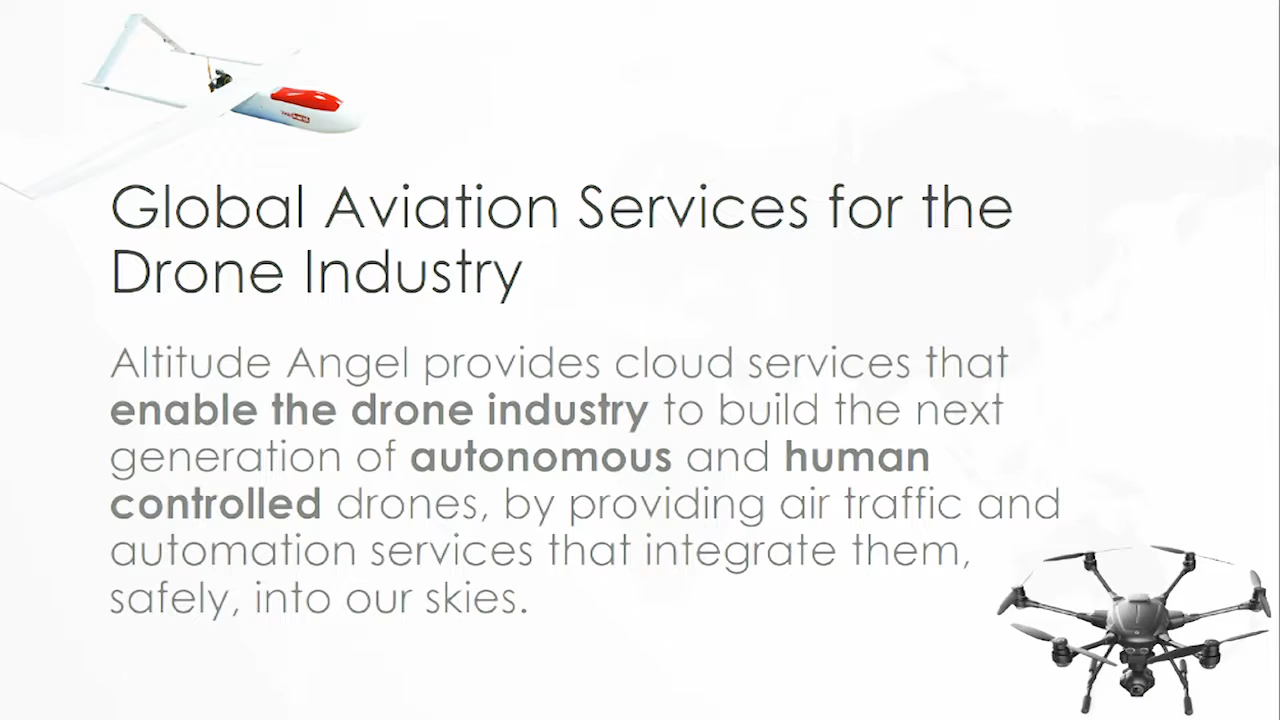 Global Aviation Services for the
Drone Industry
Altitude Angel provides cloud services that
enable the drone industry to build the next
generation of autonomous and human
controlled drones, by providing air traffic and
automation services that integrate them,
safely, into our skies.